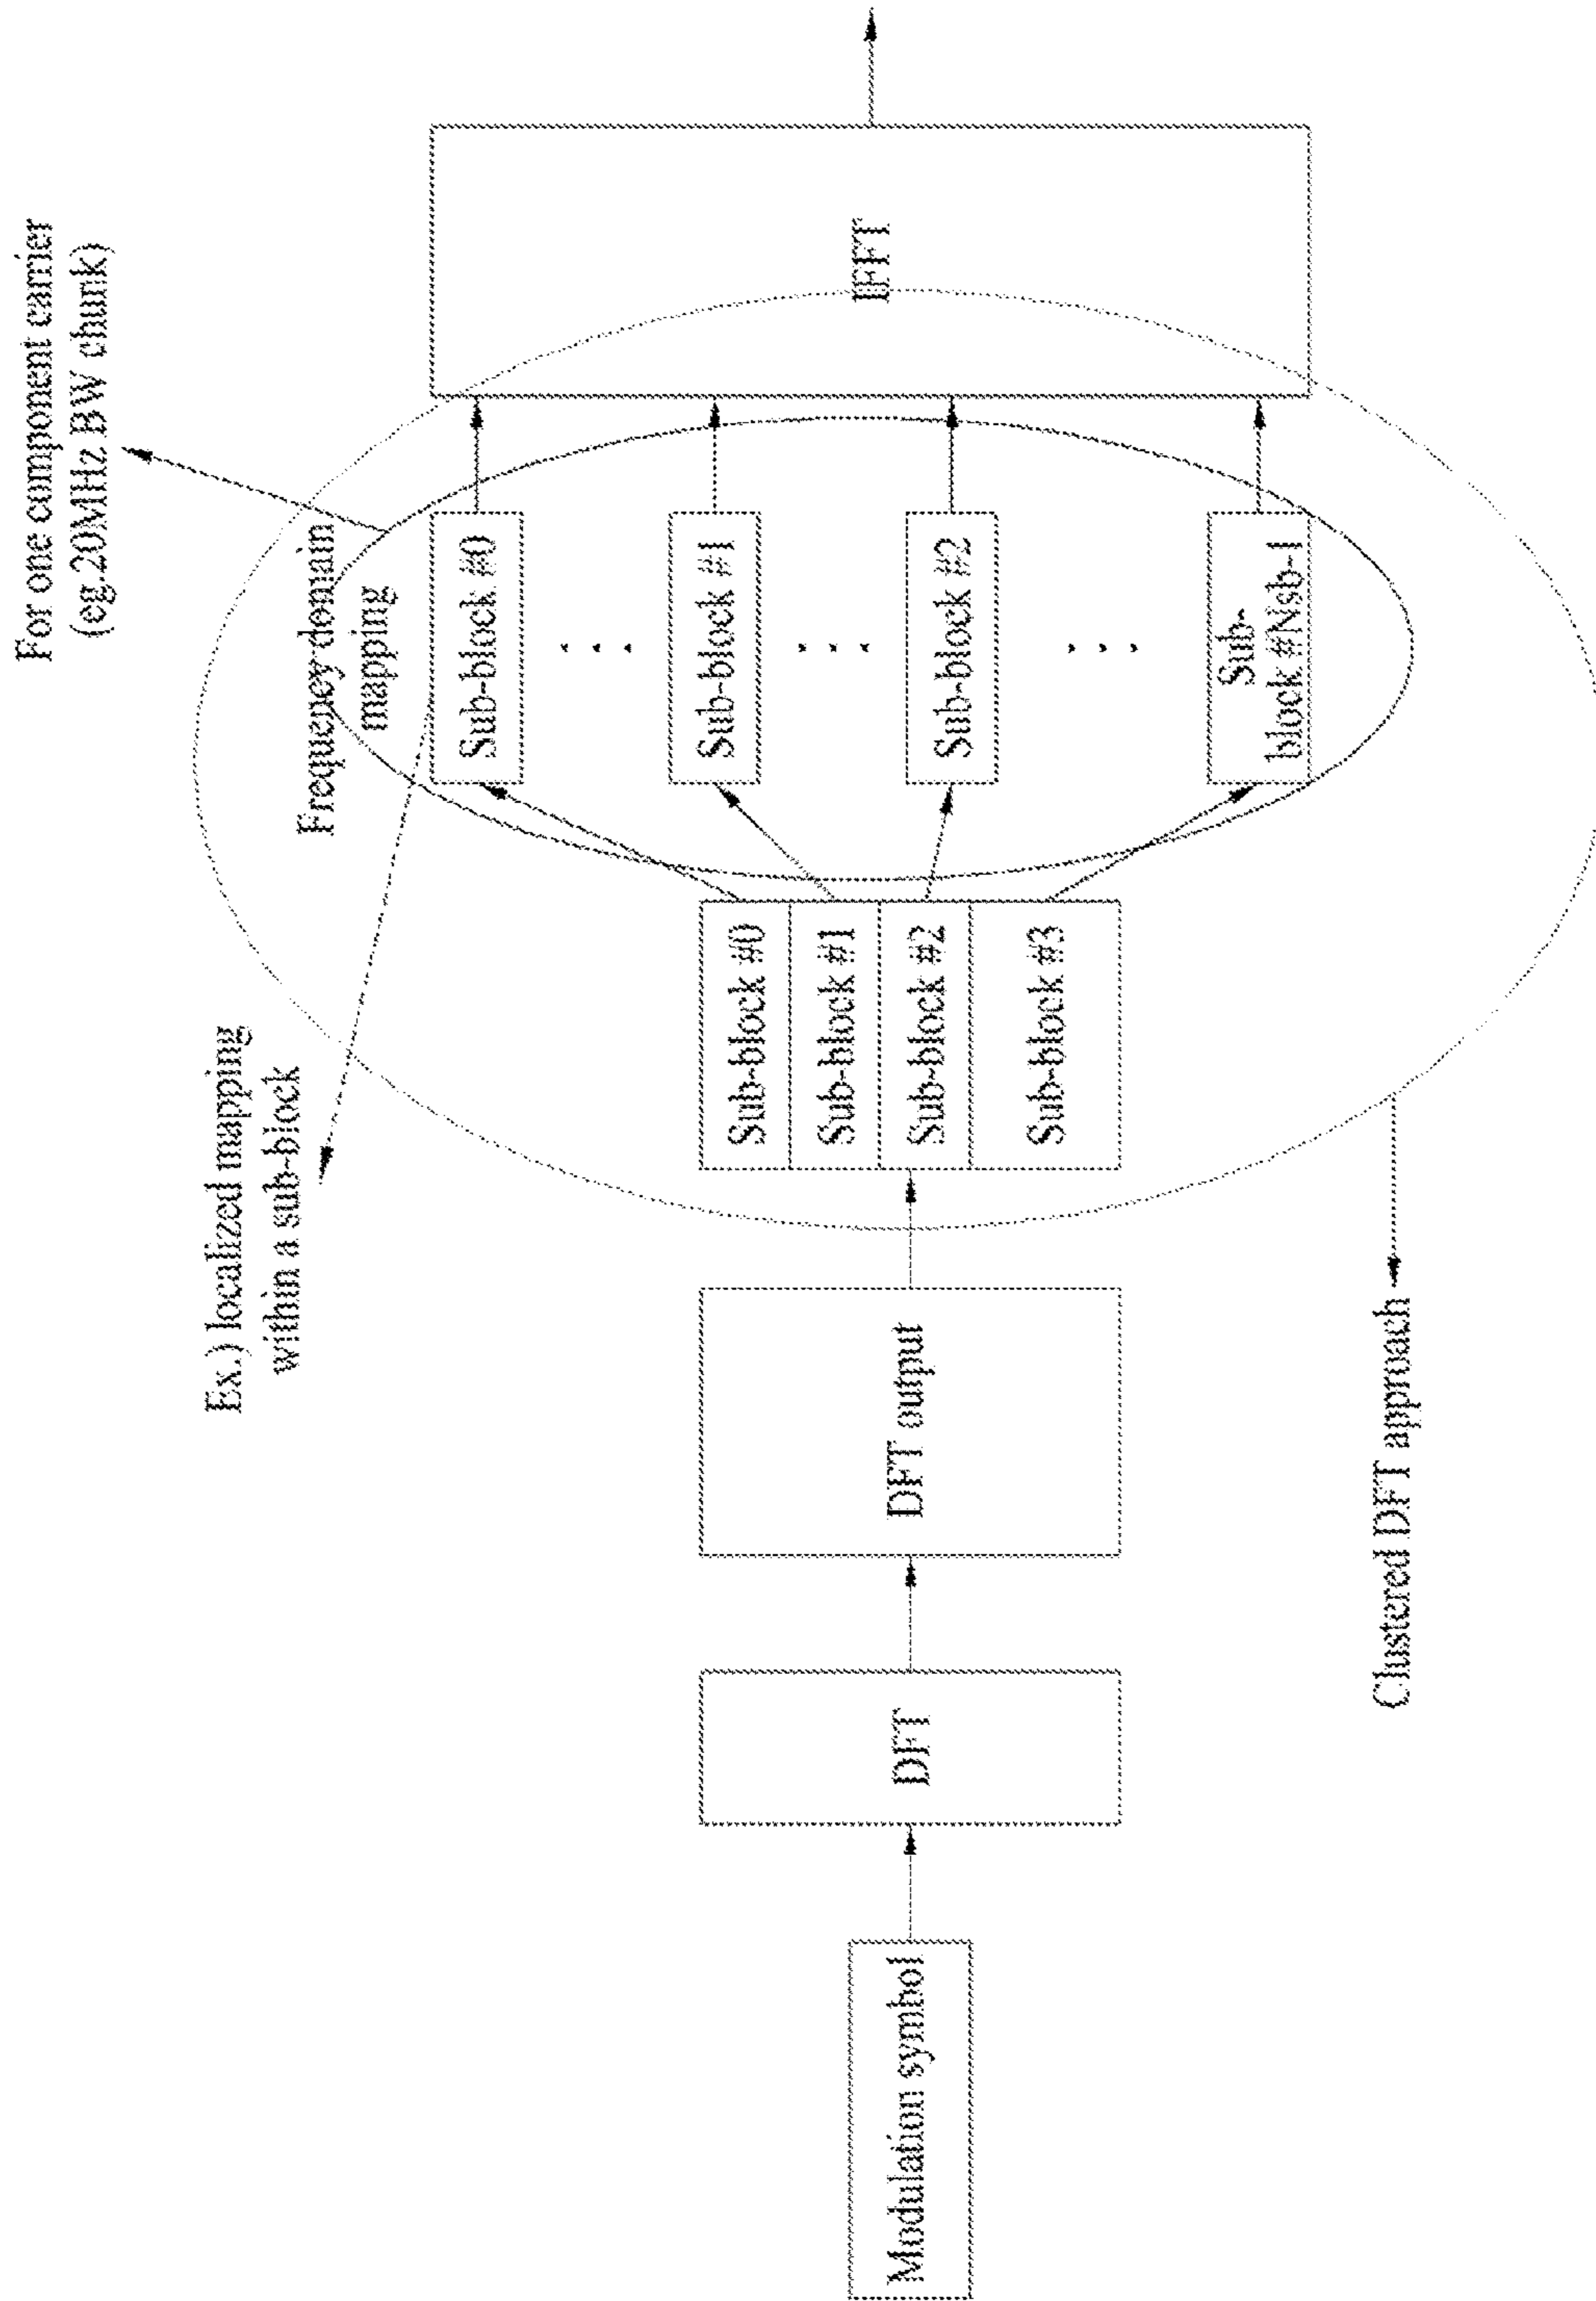 For one component carrier
(eg.20MHz BW chunk)
Ex.) localized mapping
within a sub-block
Frequency domain
mapping
Modulation symbol
DFT
DFT output
Sub-block #0
Sub-block #1
Sub-block #2
Sub-block #3
Sub-block #0
Sub-block #1
Sub-block #2
Sub-
block #Nsb-1
IFFT
Clustered DFT approach